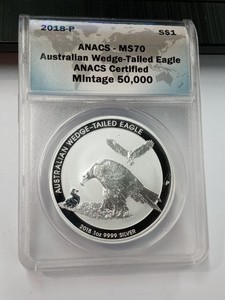 2018-P S$1
ANACS - MS70
Australian Wedge-Tailed Eagle
ANACS Certified
Mintage 50,000
AUSTRALIAN WEDGE-TAILED EAGLE
2018 1oz 9999 SILVER